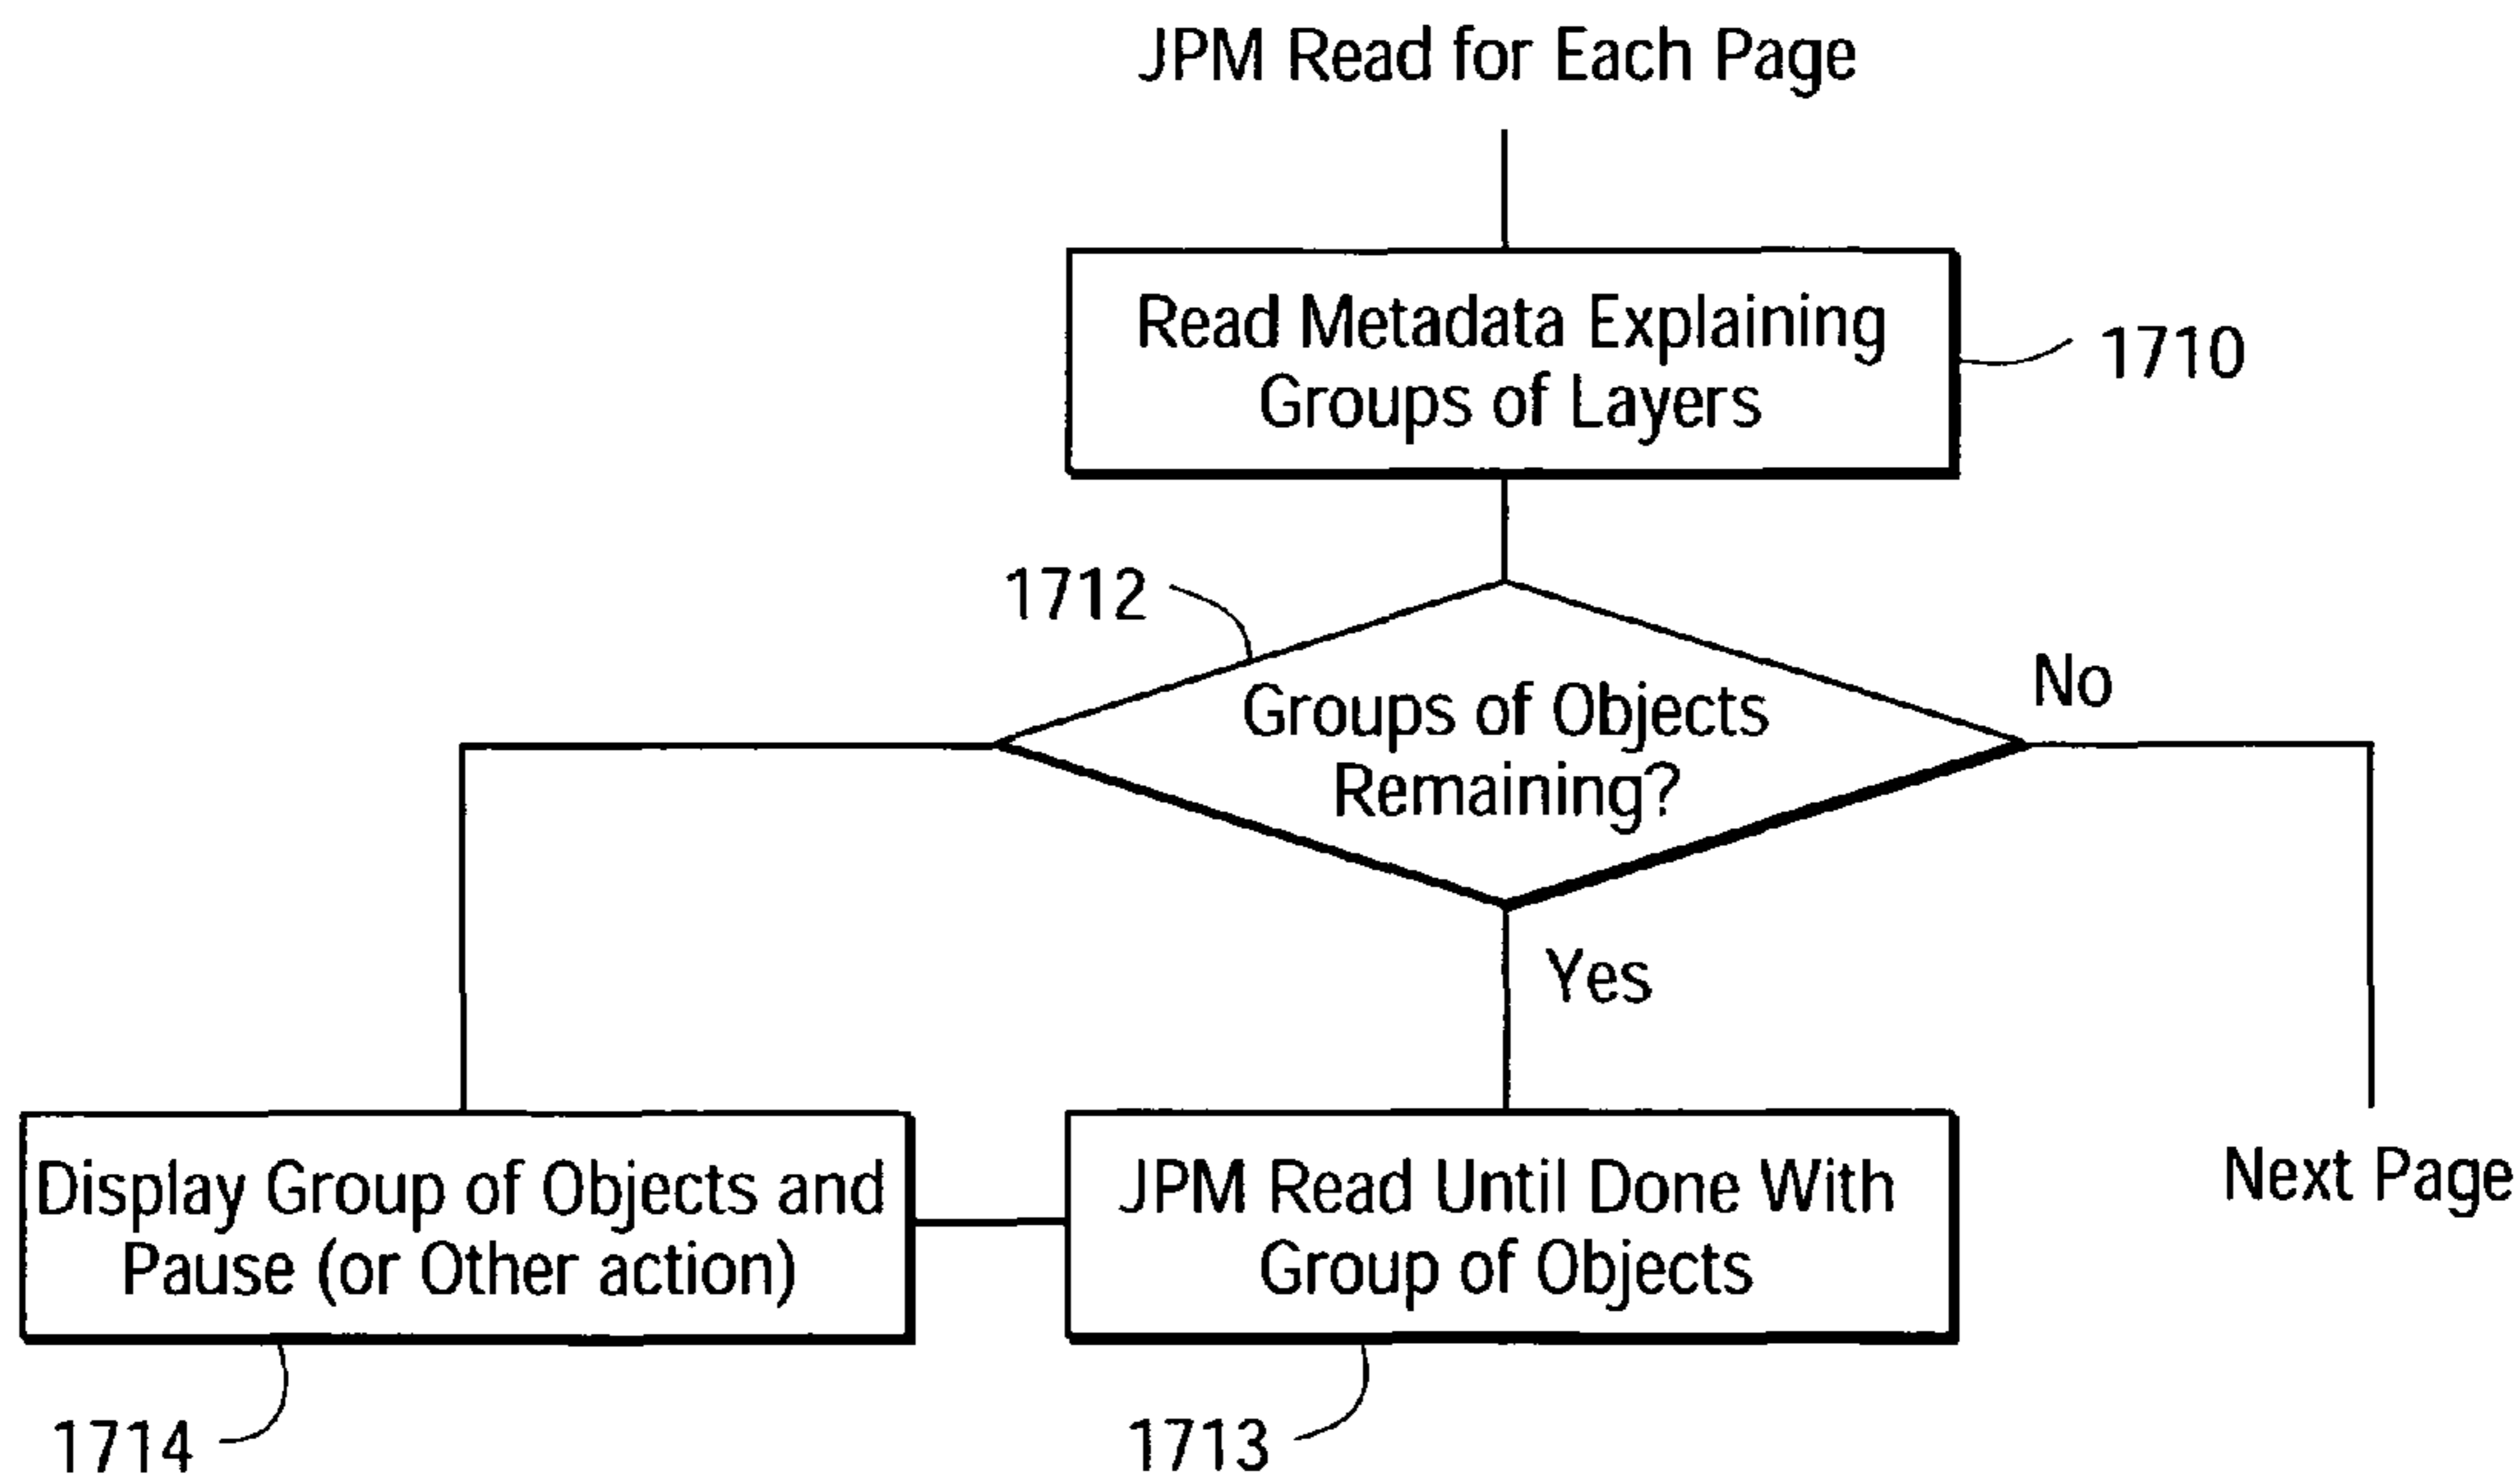 JPM Read for Each Page
Read Metadata Explaining
Groups of Layers
1710
1712
Groups of Objects
Remaining?
No
Yes
Display Group of Objects and
Pause (or Other action)
JPM Read Until Done With
Group of Objects
Next Page
1714
1713